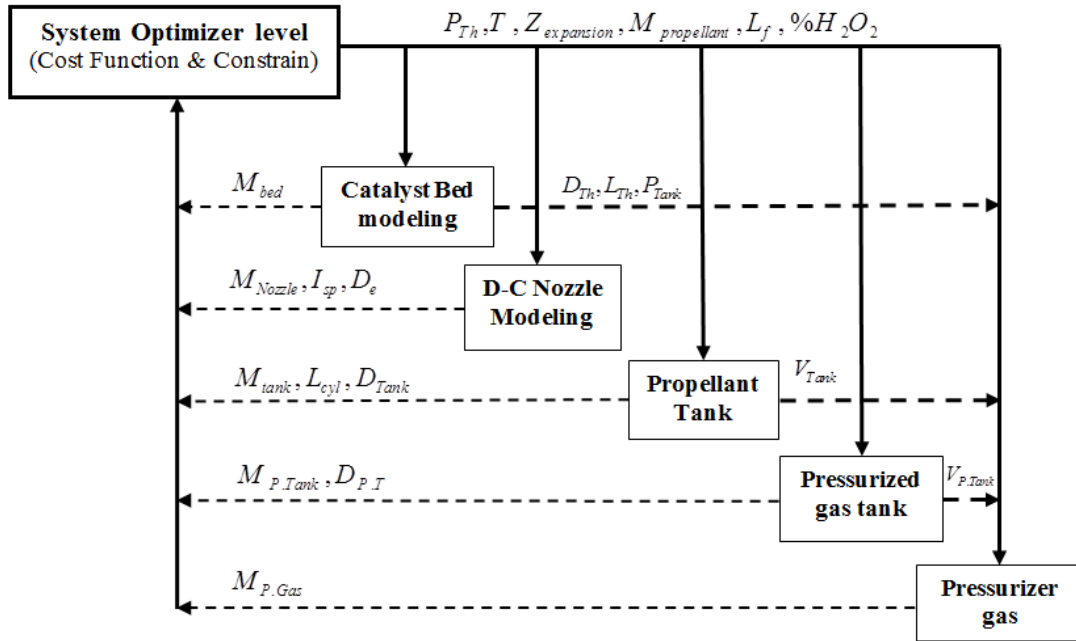 System Optimizer level
(Cost Function & Constrain)
P_Th, T, Z_expansion, M_propellant, L_f, %H_2O_2
M_bed
Catalyst Bed
modeling
D_Th, L_Th, P_Tank
M_Nozzle, I_sp, D_e
D-C Nozzle
Modeling
M_tank, L_cyl, D_Tank
Propellant
Tank
V_Tank
M_P.Tank, D_P.T
Pressurized
gas tank
V_P.Tank
M_P.Gas
Pressurizer
gas